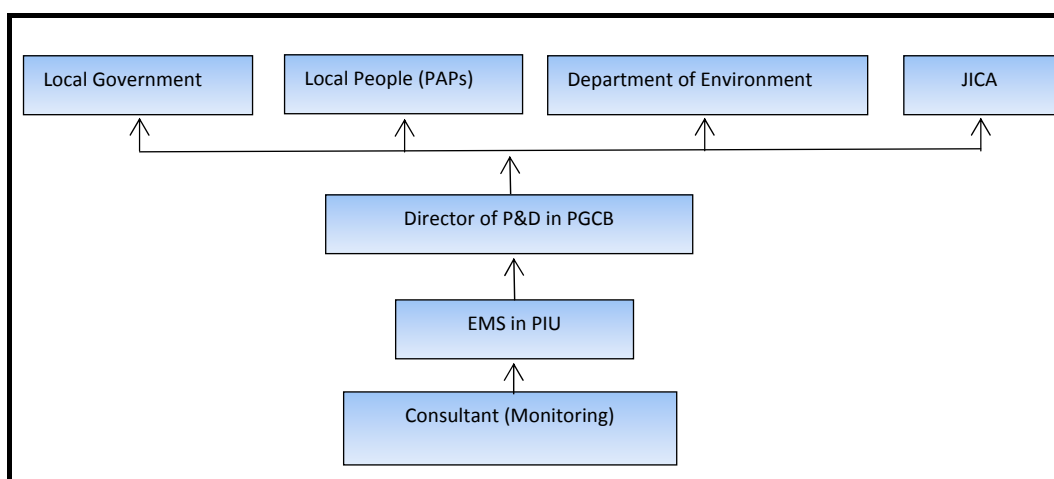 Local Government
Local People (PAPs)
Department of Environment
JICA
Director of P&D in PGCB
EMS in PIU
Consultant (Monitoring)